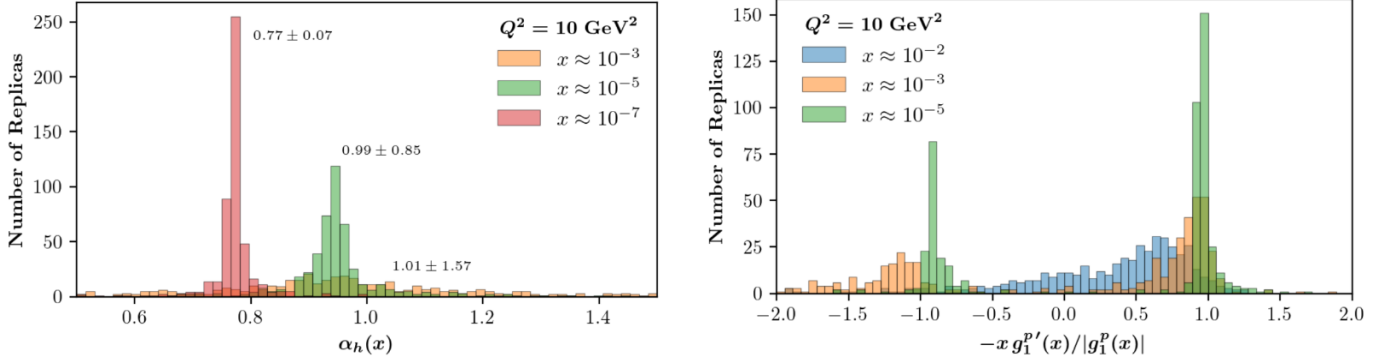 Q² = 10 GeV²
x ≈ 10⁻³
x ≈ 10⁻⁵
x ≈ 10⁻⁷
0.77 ± 0.07
0.99 ± 0.85
1.01 ± 1.57
Number of Replicas
250
200
150
100
50
0
0.6 0.8 1.0 1.2 1.4
αₕ(x)
Q² = 10 GeV²
x ≈ 10⁻²
x ≈ 10⁻³
x ≈ 10⁻⁵
Number of Replicas
150
125
100
75
50
25
0
−2.0 −1.5 −1.0 −0.5 0.0 0.5 1.0 1.5 2.0
−x g₁ᵖ′(x)/|g₁ᵖ(x)|